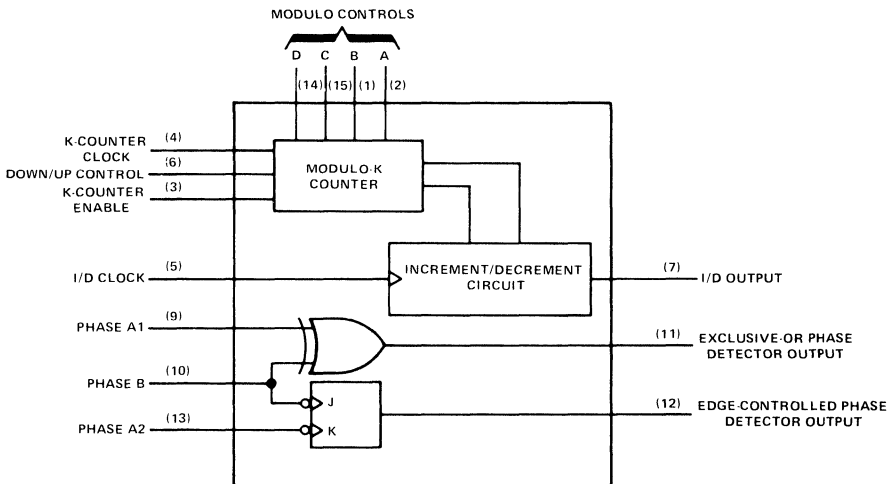 MODULO CONTROLS
D C B A
(14) (15) (1) (2)
K-COUNTER
CLOCK
(4)
DOWN/UP CONTROL
(6)
K-COUNTER
ENABLE
(3)
MODULO-K
COUNTER
I/D CLOCK
(5)
INCREMENT/DECREMENT
CIRCUIT
(7)
I/D OUTPUT
PHASE A1
(9)
(11)
EXCLUSIVE-OR PHASE
DETECTOR OUTPUT
PHASE B
(10)
J
K
PHASE A2
(13)
(12)
EDGE-CONTROLLED PHASE
DETECTOR OUTPUT